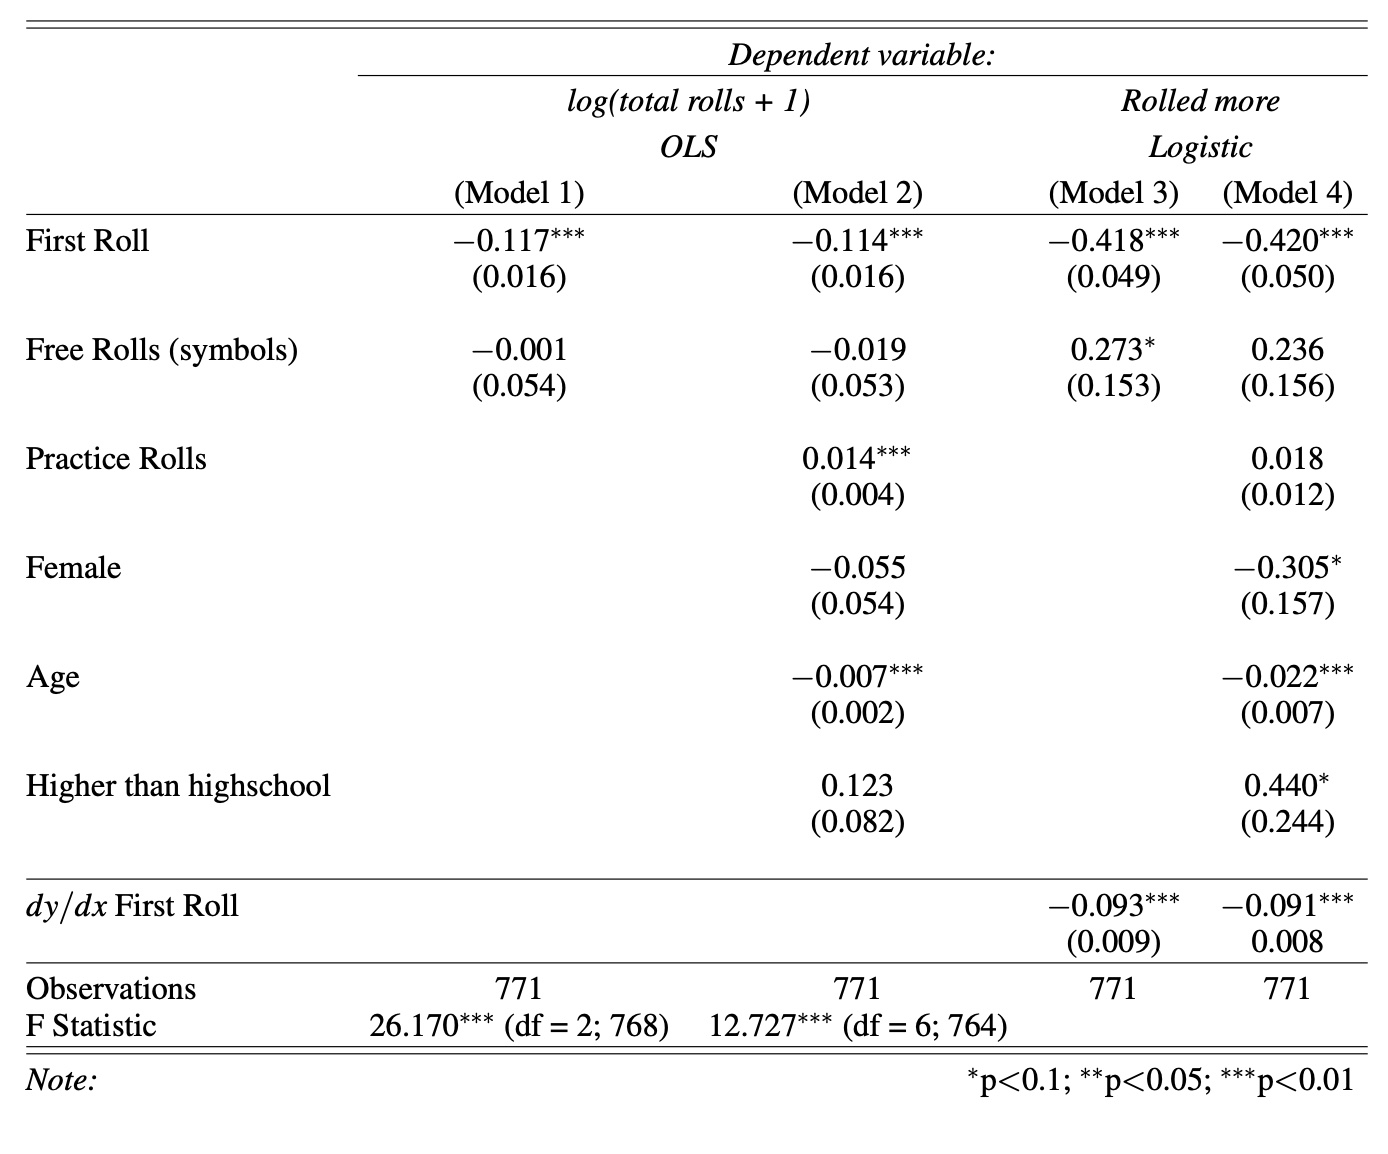 Dependent variable:
log(total rolls + 1) Rolled more
OLS Logistic
(Model 1) (Model 2) (Model 3) (Model 4)
First Roll −0.117*** −0.114*** −0.418*** −0.420***
(0.016) (0.016) (0.049) (0.050)
Free Rolls (symbols) −0.001 −0.019 0.273* 0.236
(0.054) (0.053) (0.153) (0.156)
Practice Rolls 0.014*** 0.018
(0.004) (0.012)
Female −0.055 −0.305*
(0.054) (0.157)
Age −0.007*** −0.022***
(0.002) (0.007)
Higher than highschool 0.123 0.440*
(0.082) (0.244)
dy/dx First Roll −0.093*** −0.091***
(0.009) 0.008
Observations 771 771 771 771
F Statistic 26.170*** (df = 2; 768) 12.727*** (df = 6; 764)
Note: *p<0.1; **p<0.05; ***p<0.01